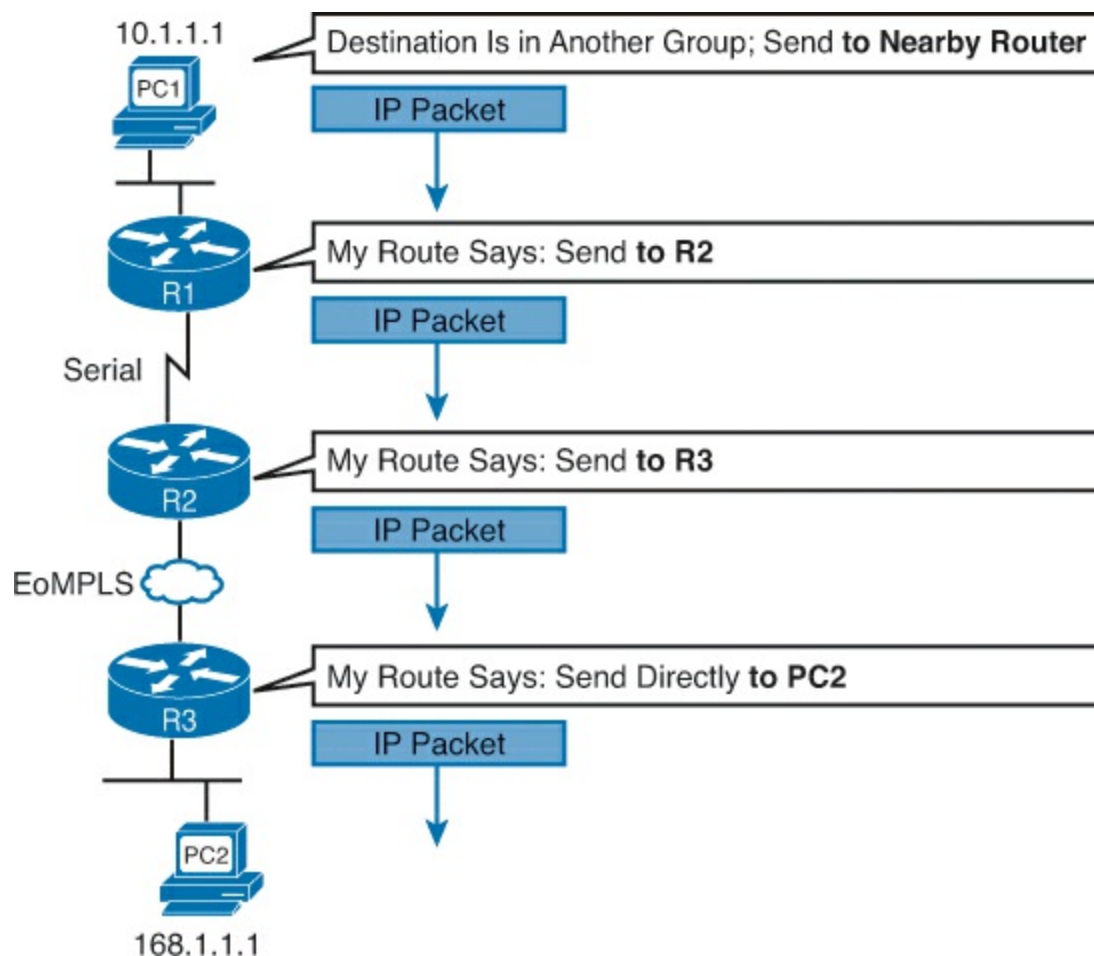 10.1.1.1
Destination Is in Another Group; Send to Nearby Router
PC1
IP Packet
My Route Says: Send to R2
R1
IP Packet
Serial
My Route Says: Send to R3
R2
IP Packet
EoMPLS
My Route Says: Send Directly to PC2
R3
IP Packet
PC2
168.1.1.1